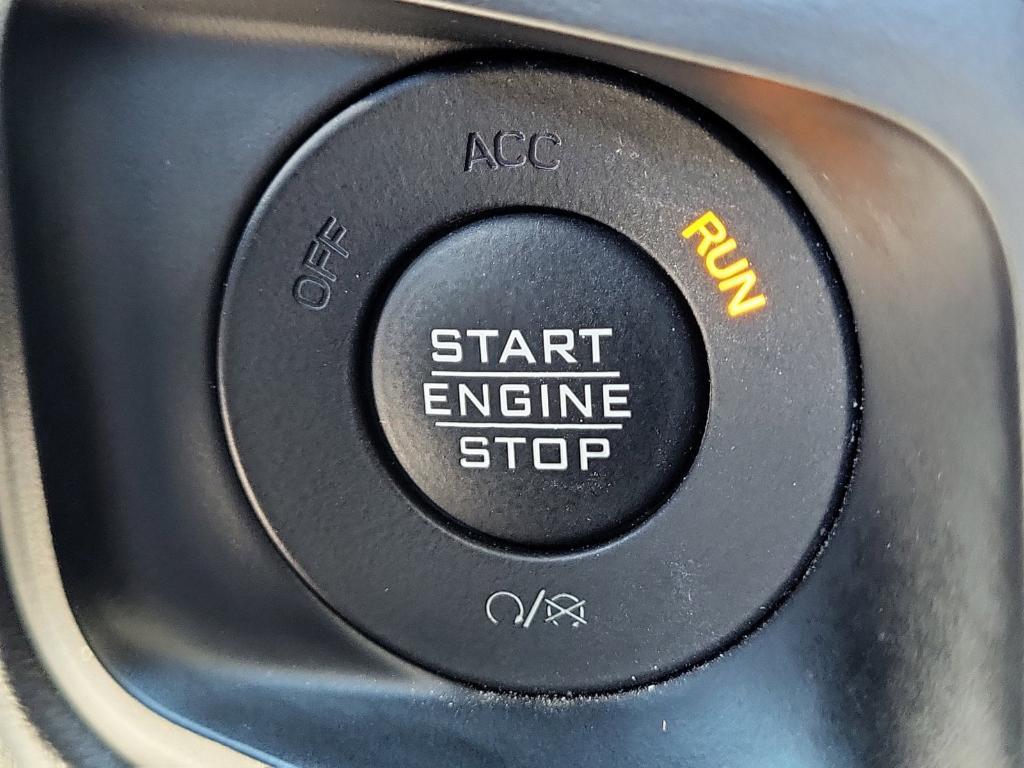 ACC
OFF
RUN
START
ENGINE
STOP